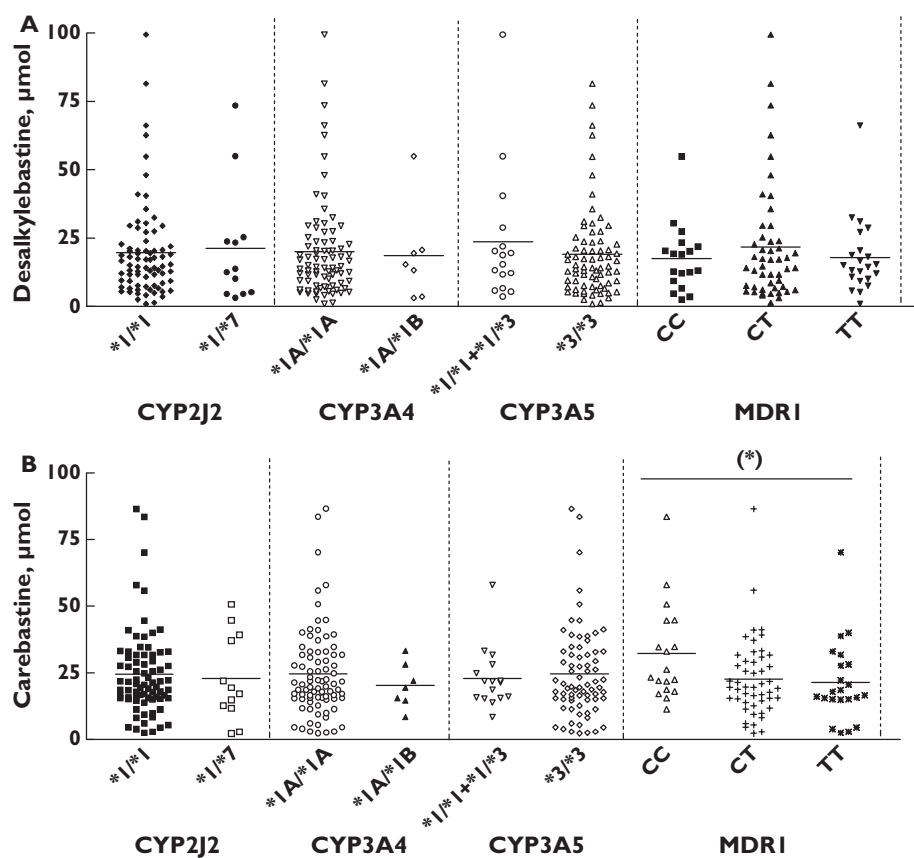 A
100
75
50
25
0
Desalkylebastine, µmol
*1/*1 *1/*7 *1A/*1A *1A/*1B *1/*1+*1/*3 *3/*3 CC CT TT
CYP2J2 CYP3A4 CYP3A5 MDR1
B
100
75
50
25
0
Carebastine, µmol
(*)
*1/*1 *1/*7 *1A/*1A *1A/*1B *1/*1+*1/*3 *3/*3 CC CT TT
CYP2J2 CYP3A4 CYP3A5 MDR1